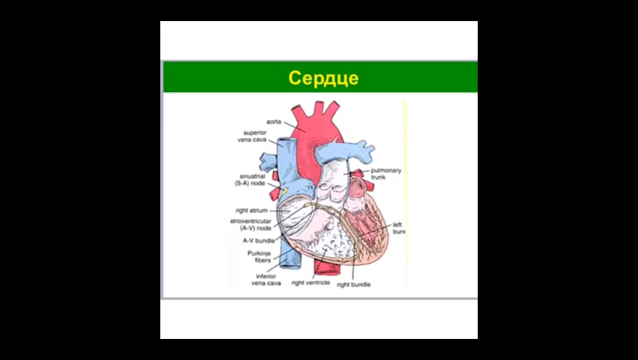 Сердце
aorta
superior
vena cava
sinuatrial
(S-A) node
pulmonary
trunk
right atrium
atrioventricular
(A-V) node
left
A-V bundle
Purkinje
fibers
inferior
vena cava
right ventricle
right bundle